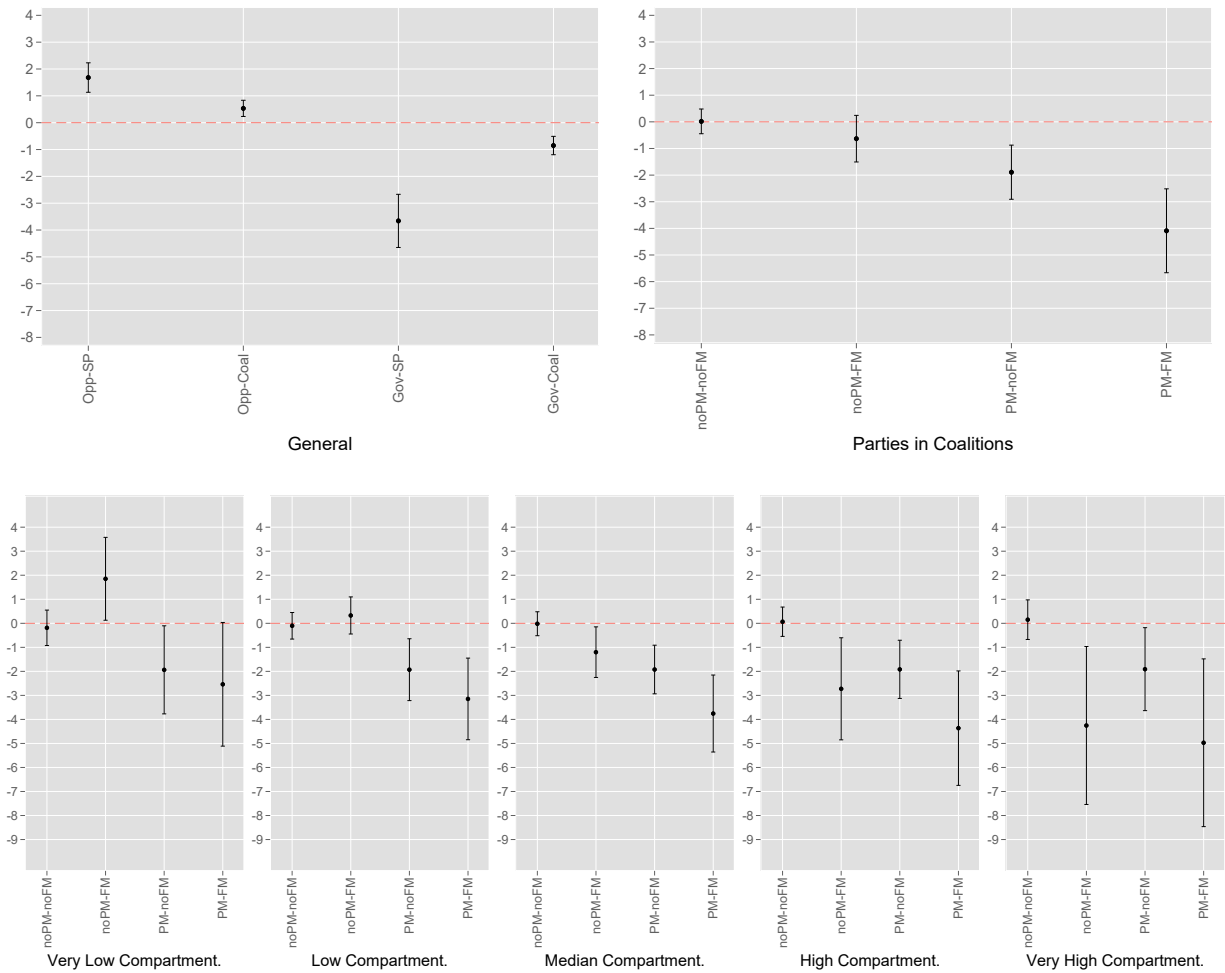 4
3
2
1
0
-1
-2
-3
-4
-5
-6
-7
-8
Opp-SP
Opp-Coal
Gov-SP
Gov-Coal
General
4
3
2
1
0
-1
-2
-3
-4
-5
-6
-7
-8
noPM-noFM
noPM-FM
PM-noFM
PM-FM
Parties in Coalitions
4
3
2
1
0
-1
-2
-3
-4
-5
-6
-7
-8
-9
noPM-noFM
noPM-FM
PM-noFM
PM-FM
Very Low Compartment.
4
3
2
1
0
-1
-2
-3
-4
-5
-6
-7
-8
-9
noPM-noFM
noPM-FM
PM-noFM
PM-FM
Low Compartment.
4
3
2
1
0
-1
-2
-3
-4
-5
-6
-7
-8
-9
noPM-noFM
noPM-FM
PM-noFM
PM-FM
Median Compartment.
4
3
2
1
0
-1
-2
-3
-4
-5
-6
-7
-8
-9
noPM-noFM
noPM-FM
PM-noFM
PM-FM
High Compartment.
4
3
2
1
0
-1
-2
-3
-4
-5
-6
-7
-8
-9
noPM-noFM
noPM-FM
PM-noFM
PM-FM
Very High Compartment.